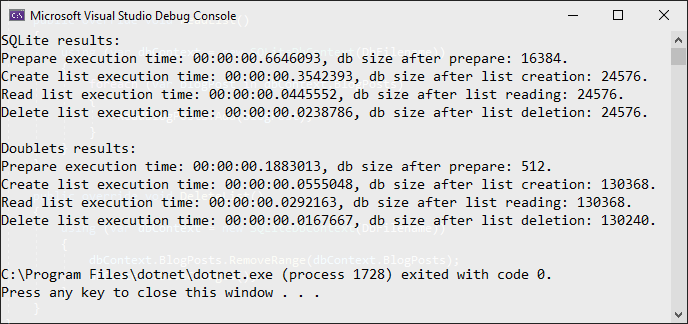 Microsoft Visual Studio Debug Console
SQLite results:
Prepare execution time: 00:00:00.6646093, db size after prepare: 16384.
Create list execution time: 00:00:00.3542393, db size after list creation: 24576.
Read list execution time: 00:00:00.0445552, db size after list reading: 24576.
Delete list execution time: 00:00:00.0238786, db size after list deletion: 24576.
Doublets results:
Prepare execution time: 00:00:00.1883013, db size after prepare: 512.
Create list execution time: 00:00:00.0555048, db size after list creation: 130368.
Read list execution time: 00:00:00.0292163, db size after list reading: 130368.
Delete list execution time: 00:00:00.0167667, db size after list deletion: 130240.
{
dbContext.BlogPosts.RemoveRange(dbContext.BlogPosts);
C:\Program Files\dotnet\dotnet.exe (process 1728) exited with code 0.
Press any key to close this window . . .
}